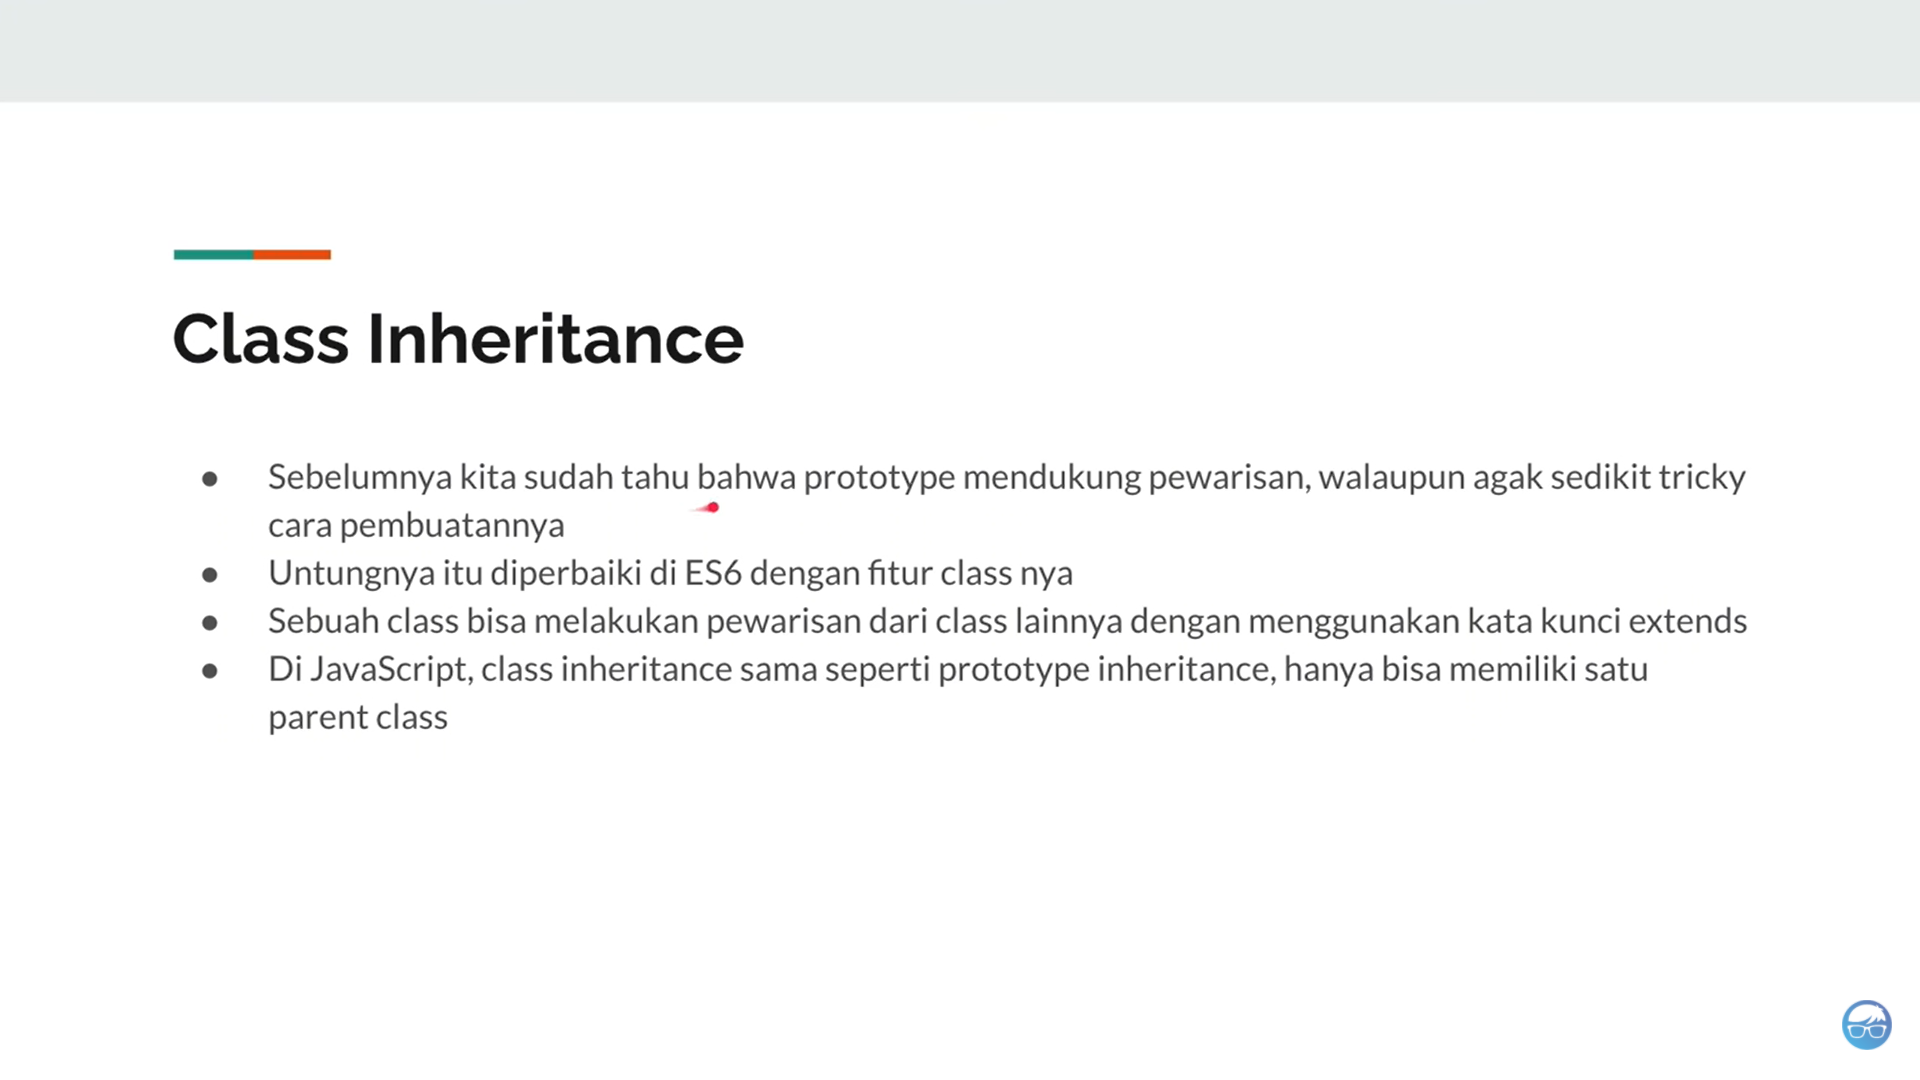 Class Inheritance
● Sebelumnya kita sudah tahu bahwa prototype mendukung pewarisan, walaupun agak sedikit tricky
cara pembuatannya
● Untungnya itu diperbaiki di ES6 dengan fitur class nya
● Sebuah class bisa melakukan pewarisan dari class lainnya dengan menggunakan kata kunci extends
● Di JavaScript, class inheritance sama seperti prototype inheritance, hanya bisa memiliki satu
parent class